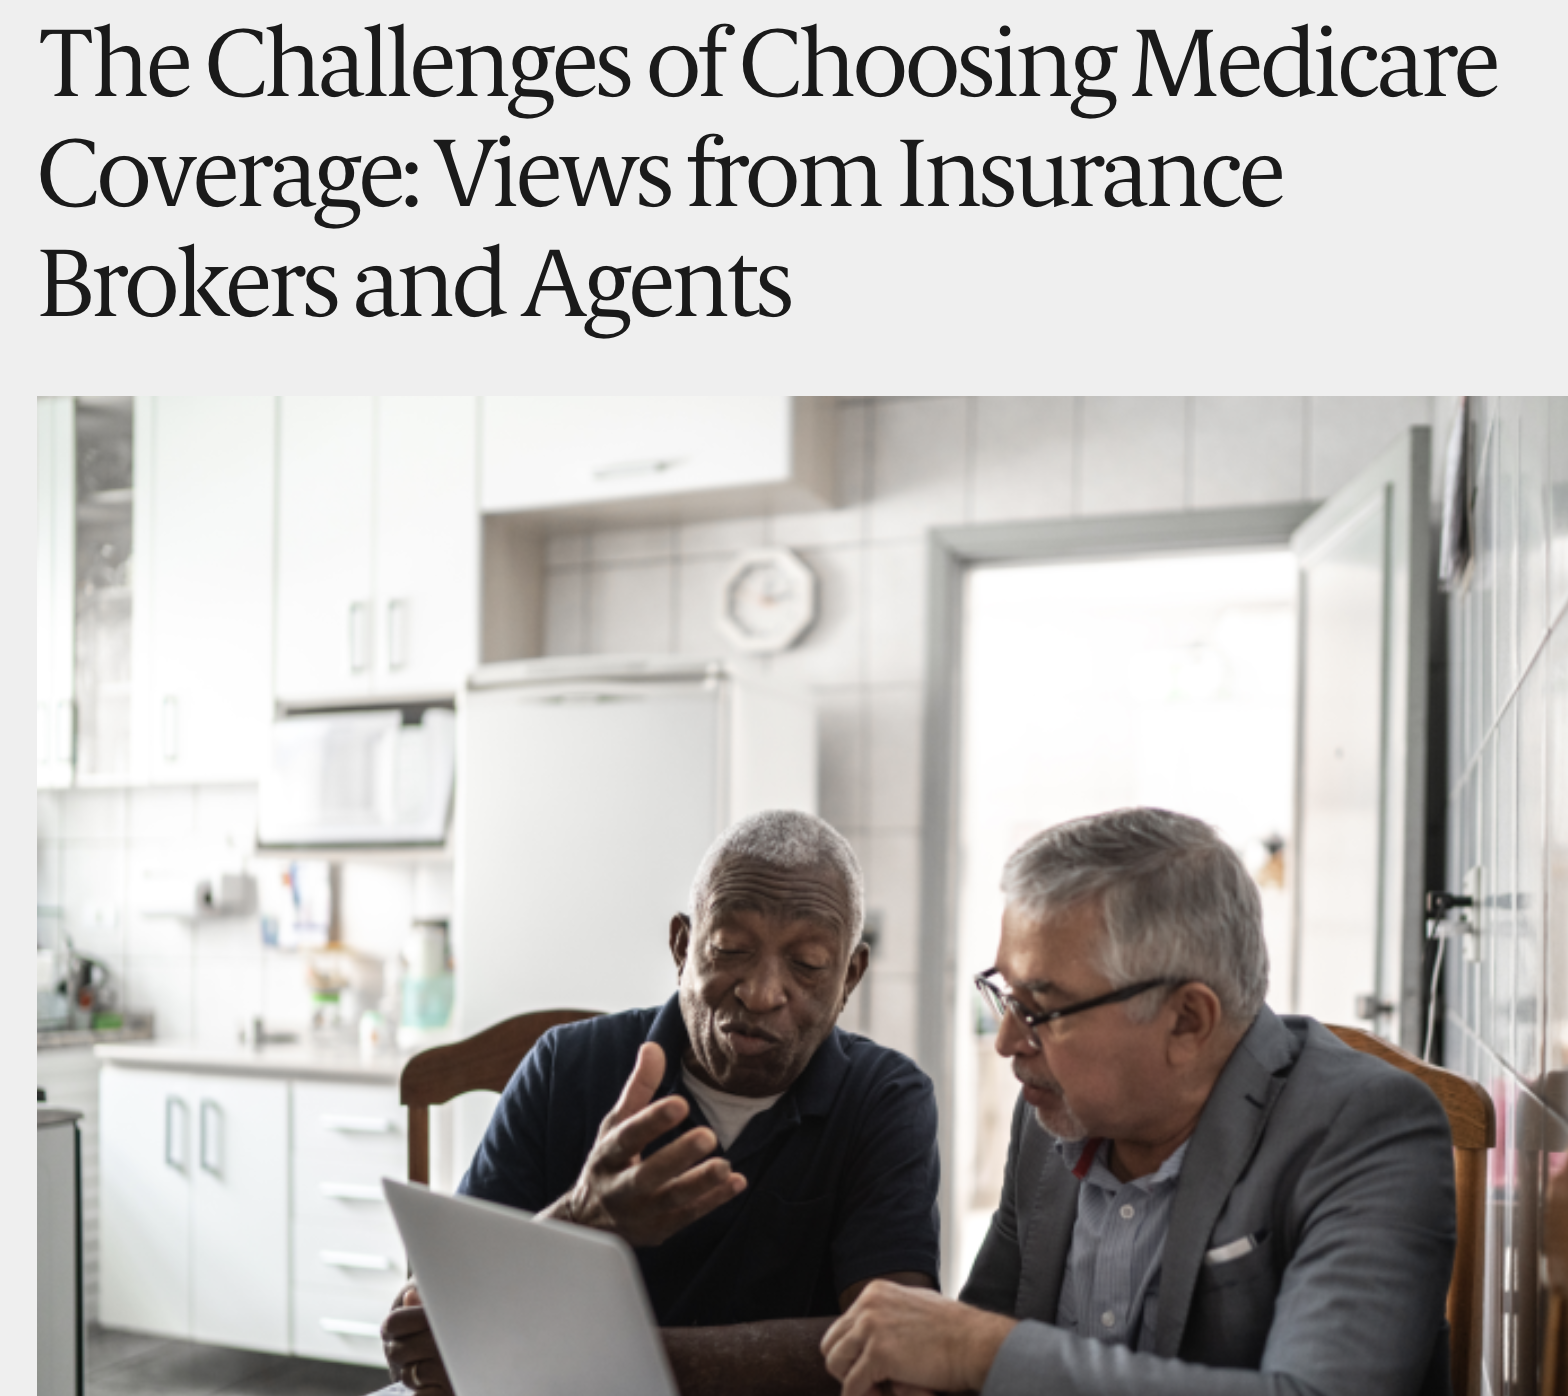 The Challenges of Choosing Medicare
Coverage: Views from Insurance
Brokers and Agents